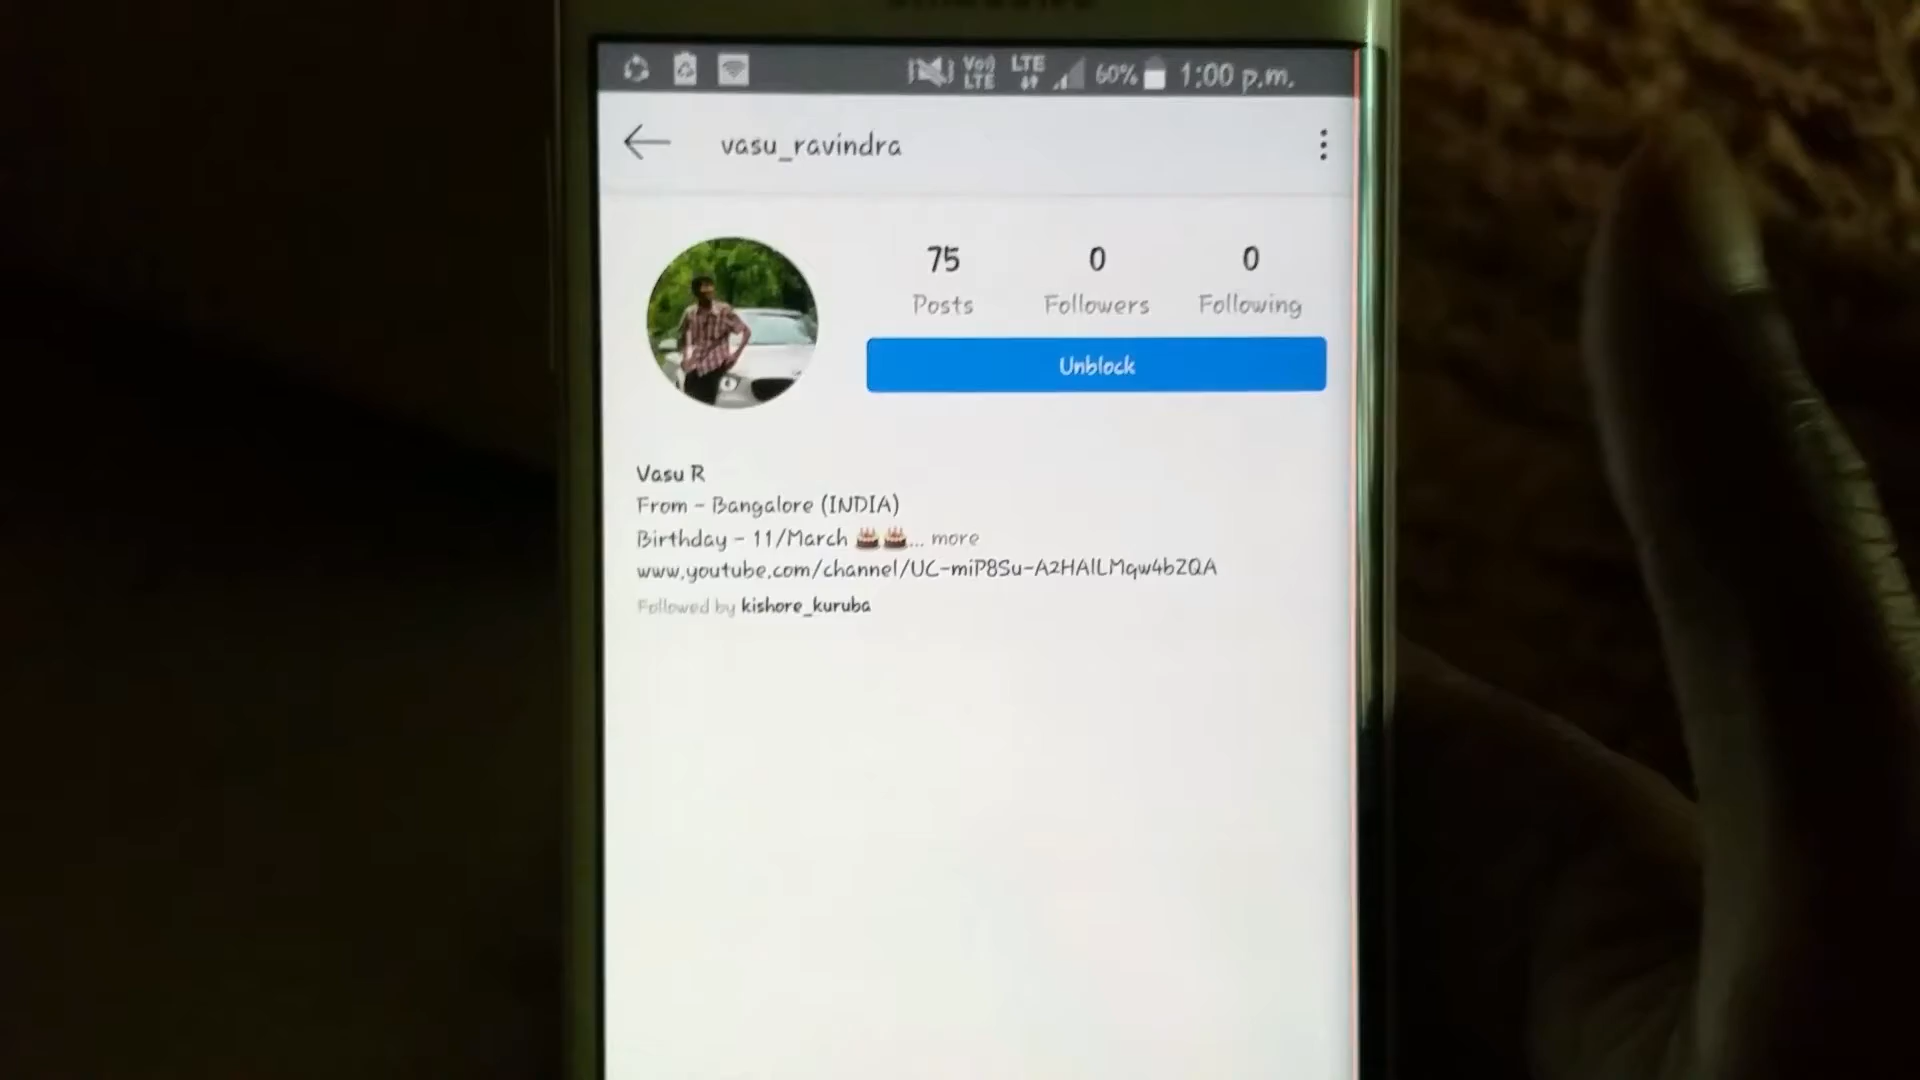 Vo)) LTE LTE 60% 1:00 p.m.
vasu_ravindra
75 0 0
Posts Followers Following
Unblock
Vasu R
From - Bangalore (INDIA)
Birthday - 11/March 🎂🎂... more
www.youtube.com/channel/UC-miP8Su-A2HAlLMqw4bZQA
Followed by kishore_kuruba